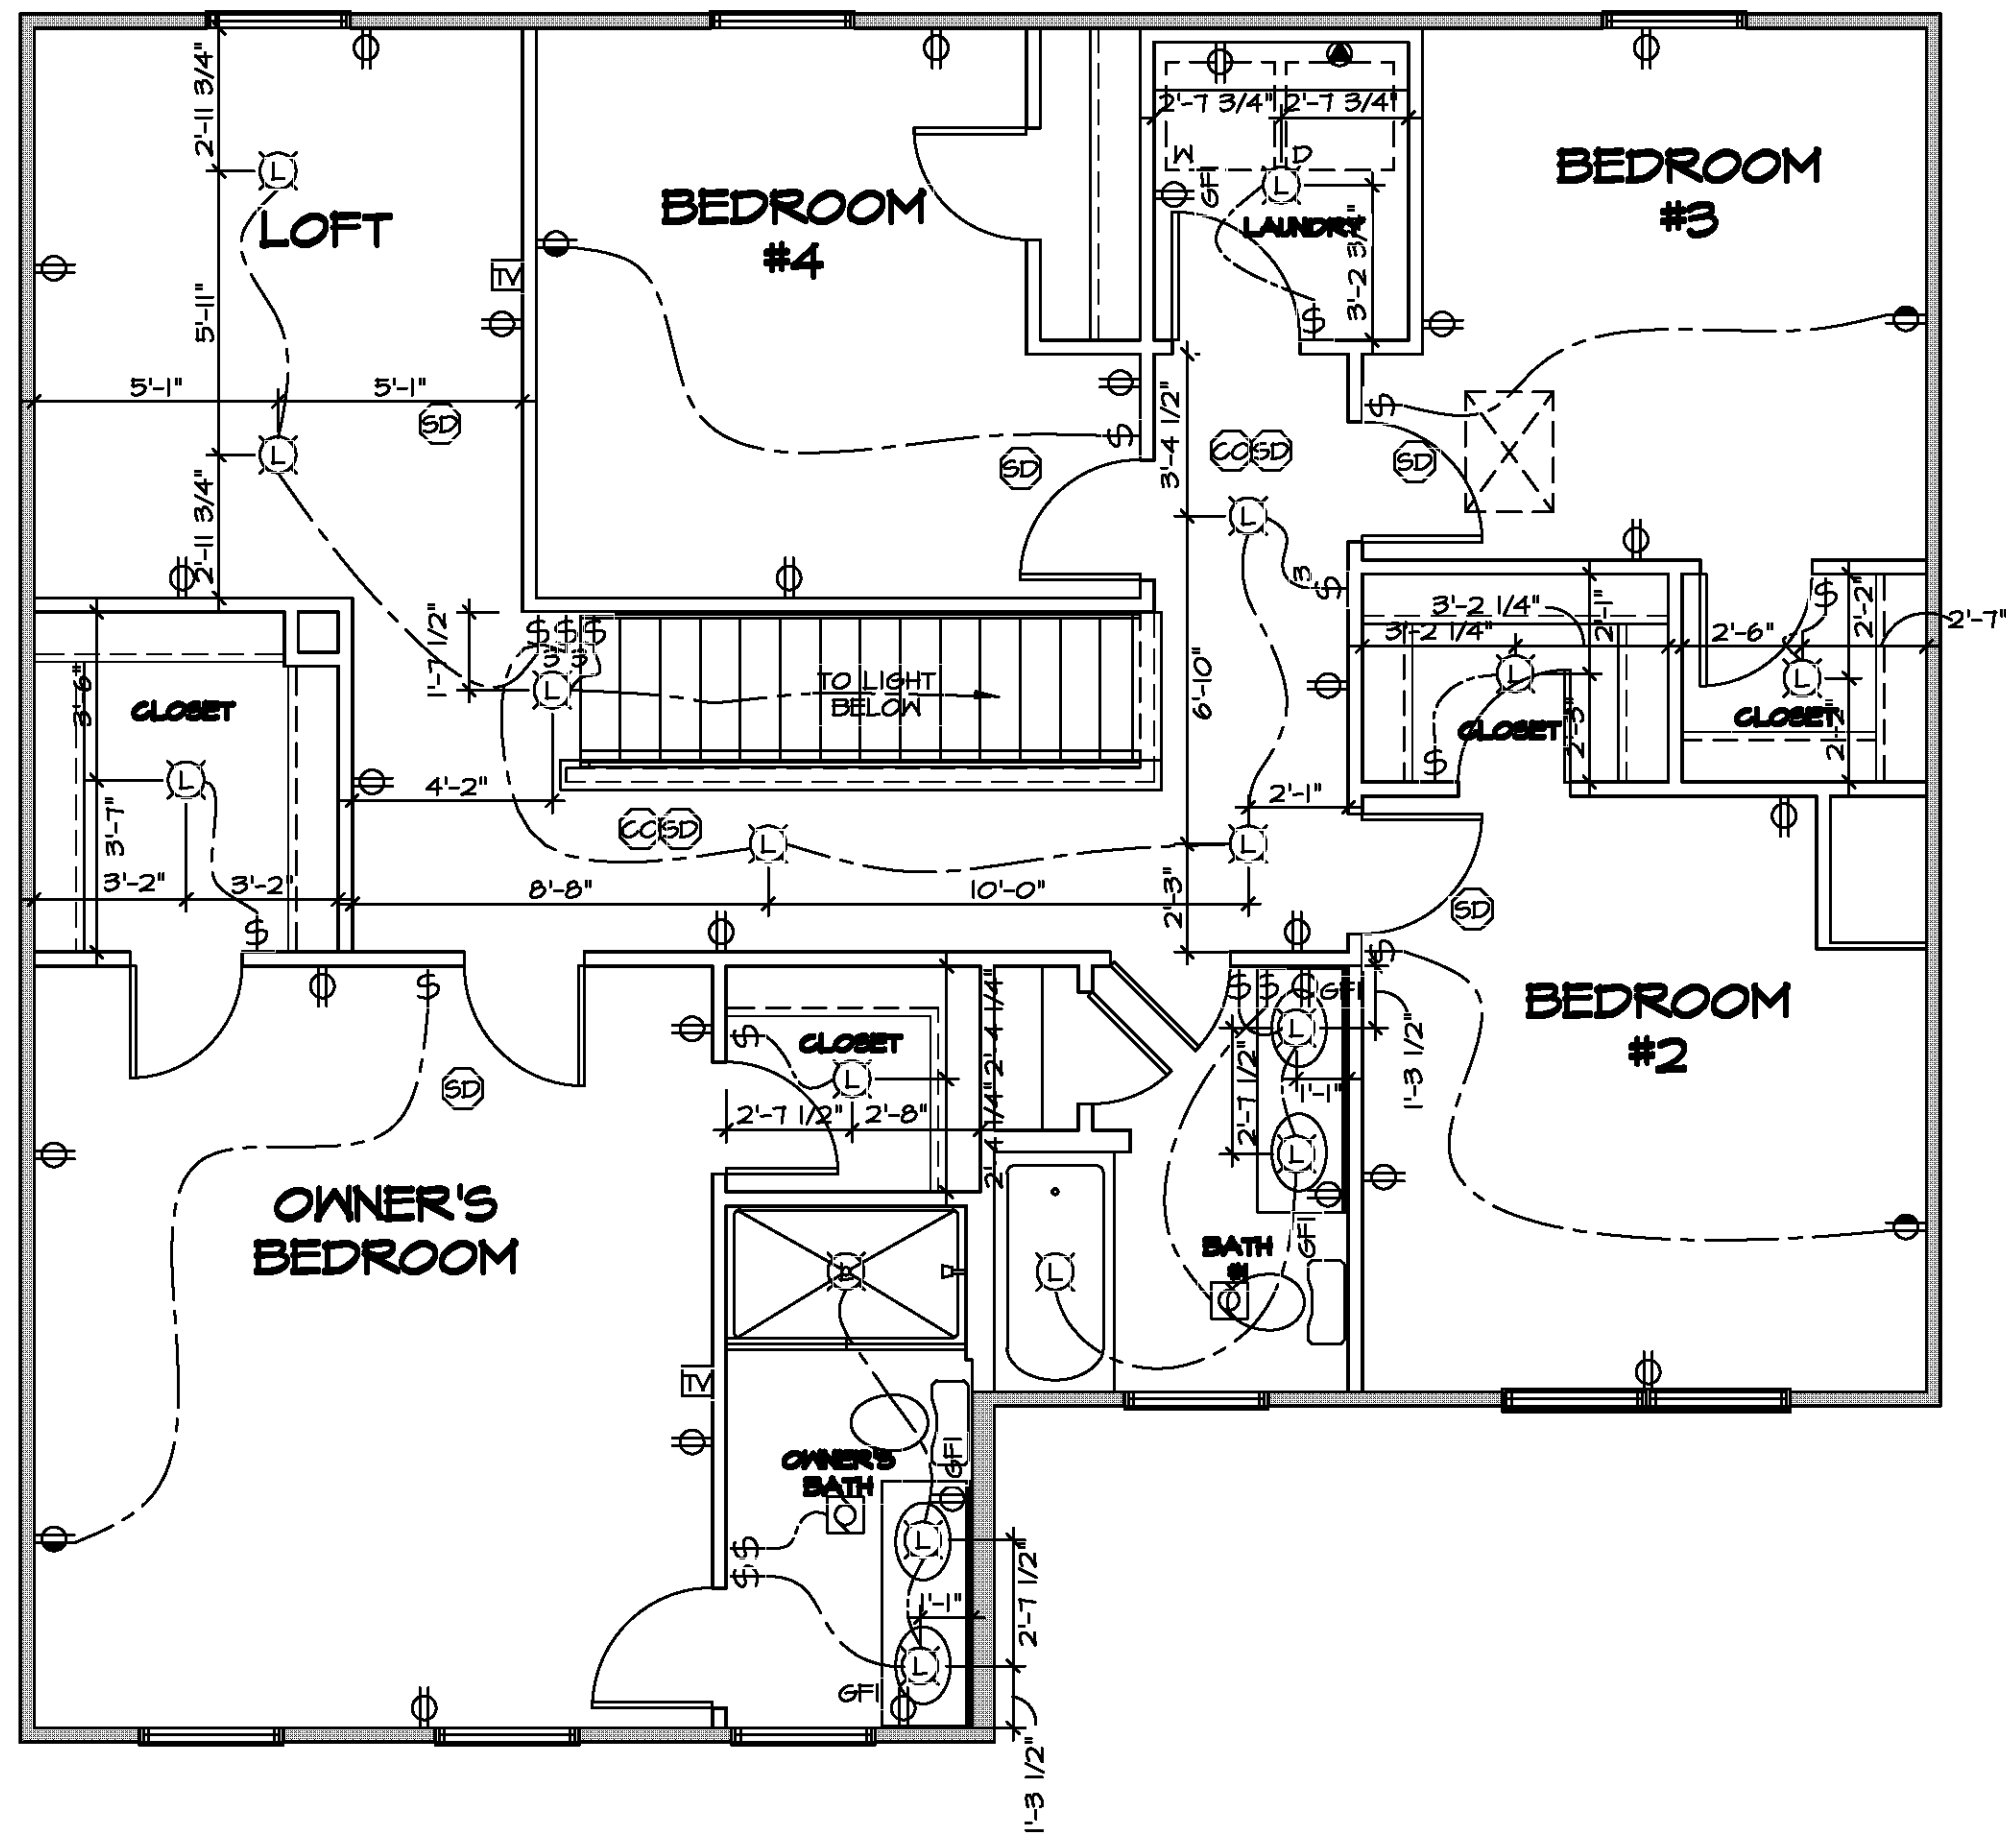 2'-11 3/4"
LOFT
L
5'-11"
TV
5'-1"
5'-1"
SD
L
2'-11 3/4"
BEDROOM
#4
$
SD
2'-7 3/4"
2'-7 3/4"
W
D
GFI
L
LAUNDRY
3'-2 3/4"
$
BEDROOM
#3
$
SD
3'-4 1/2"
CO
SD
L
3
$
6'-10"
3'-2 1/4"
3'-2 1/4"
2'-1"
L
CLOSET
2'-3"
$
2'-6"
$
2'-2"
2'-7"
L
CLOSET
2'-2"
1'-7 1/2"
$ $ $
3 3
L
TO LIGHT
BELOW
3'-6"
CLOSET
L
3'-7"
3'-2"
3'-2"
$
4'-2"
CO
SD
L
L
2'-1"
8'-8"
10'-0"
2'-3"
SD
$
BEDROOM
#2
1'-3 1/2"
$
SD
OWNER'S
BEDROOM
TV
$
CLOSET
L
2'-4 1/4"
2'-7 1/2"
2'-8"
2'-4 1/4"
$ $
GFI
L
2'-7 1/2"
1'-1"
L
GFI
BATH
#1
L
L
OWNER'S
BATH
GFI
$
$
L
1'-1"
2'-7 1/2"
L
GFI
1'-3 1/2"